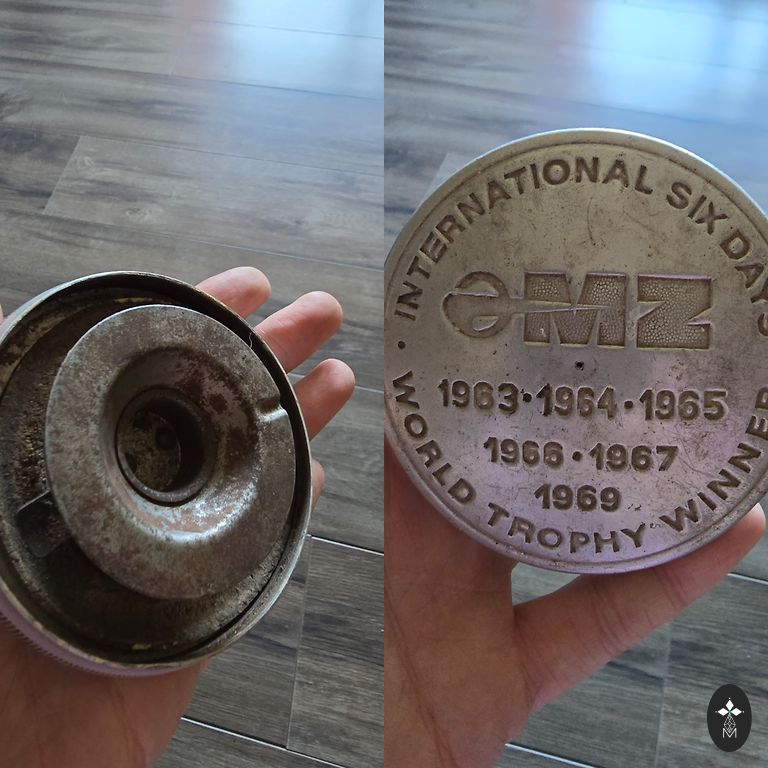 • INTERNATIONAL SIX DAYS
MZ
1963•1964•1965
1966•1967
1969
WORLD TROPHY WINNER
M